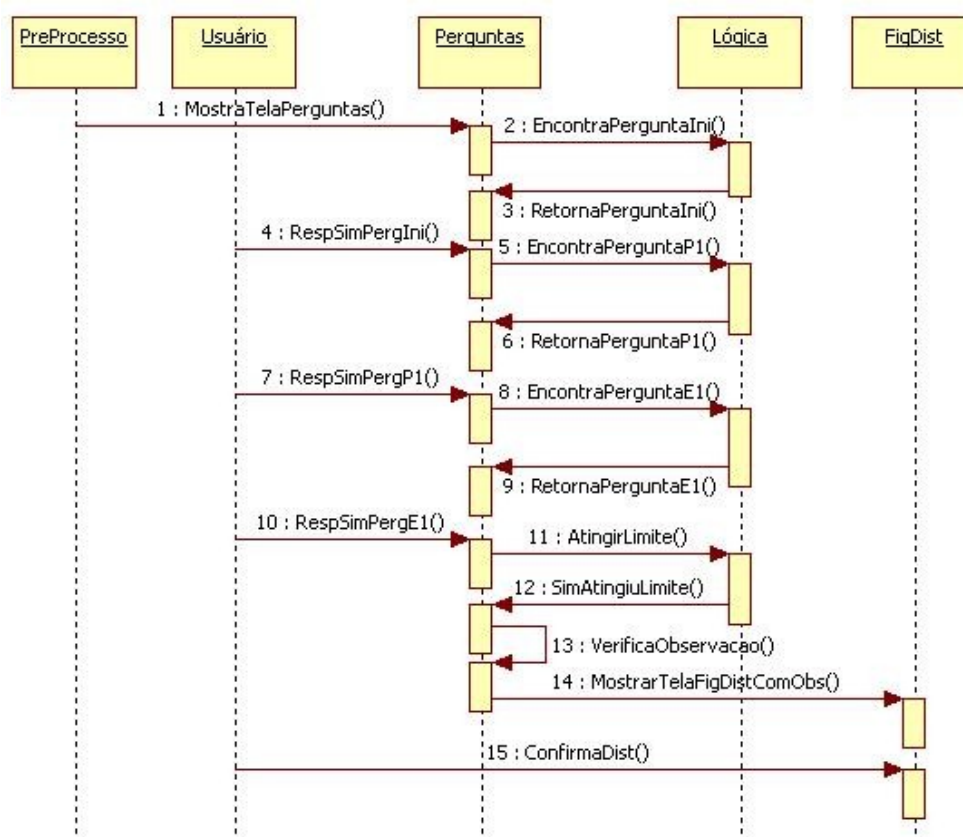 PreProcesso
Usuário
Perguntas
Lógica
FigDist
1 : MostraTelaPerguntas()
2 : EncontraPerguntaIni()
3 : RetornaPerguntaIni()
4 : RespSimPergIni()
5 : EncontraPerguntaP1()
6 : RetornaPerguntaP1()
7 : RespSimPergP1()
8 : EncontraPerguntaE1()
9 : RetornaPerguntaE1()
10 : RespSimPergE1()
11 : AtingirLimite()
12 : SimAtingiuLimite()
13 : VerificaObservacao()
14 : MostrarTelaFigDistComObs()
15 : ConfirmaDist()